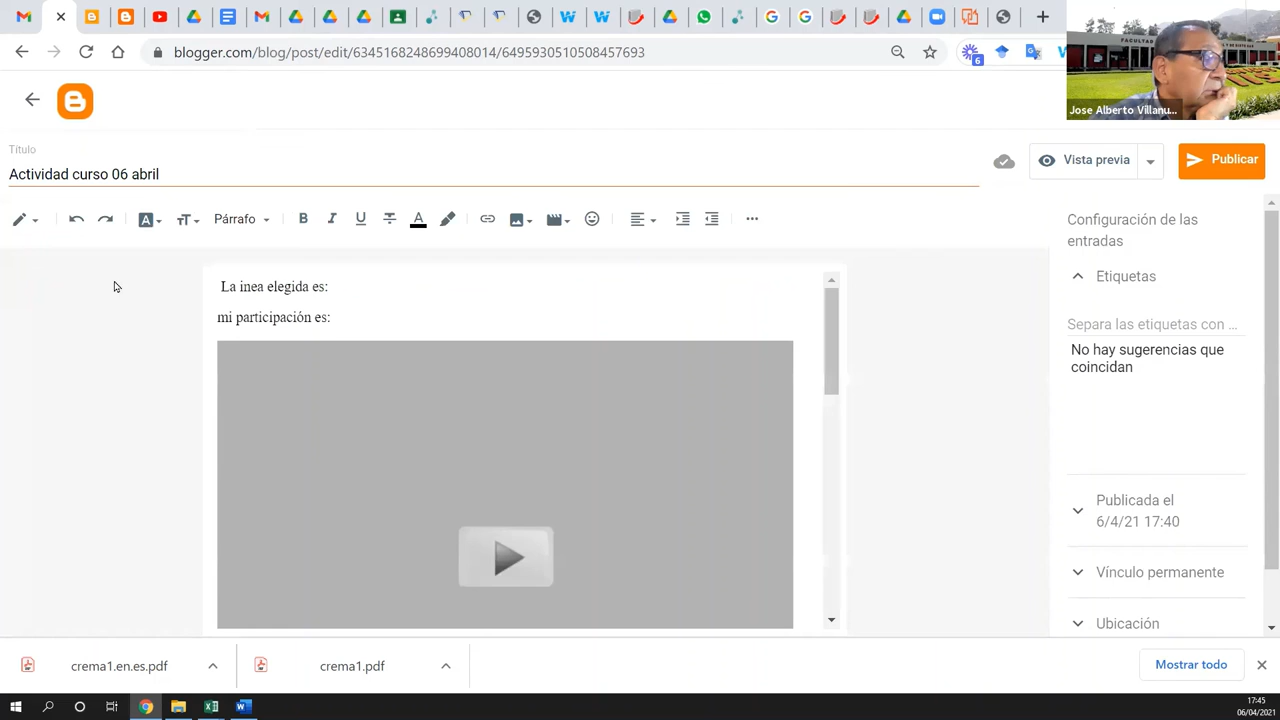 6
blogger.com/blog/post/edit/6345168248621408014/6495930510508457693
FACULTAD
Jose Alberto Villanu...
Título
Actividad curso 06 abril
Vista previa
Publicar
Párrafo
Configuración de las
entradas
Etiquetas
Separa las etiquetas con ...
No hay sugerencias que
coincidan
La inea elegida es:
mi participación es:
Publicada el
6/4/21 17:40
Vínculo permanente
Ubicación
crema1.en.es.pdf
crema1.pdf
Mostrar todo
17:45
06/04/2021